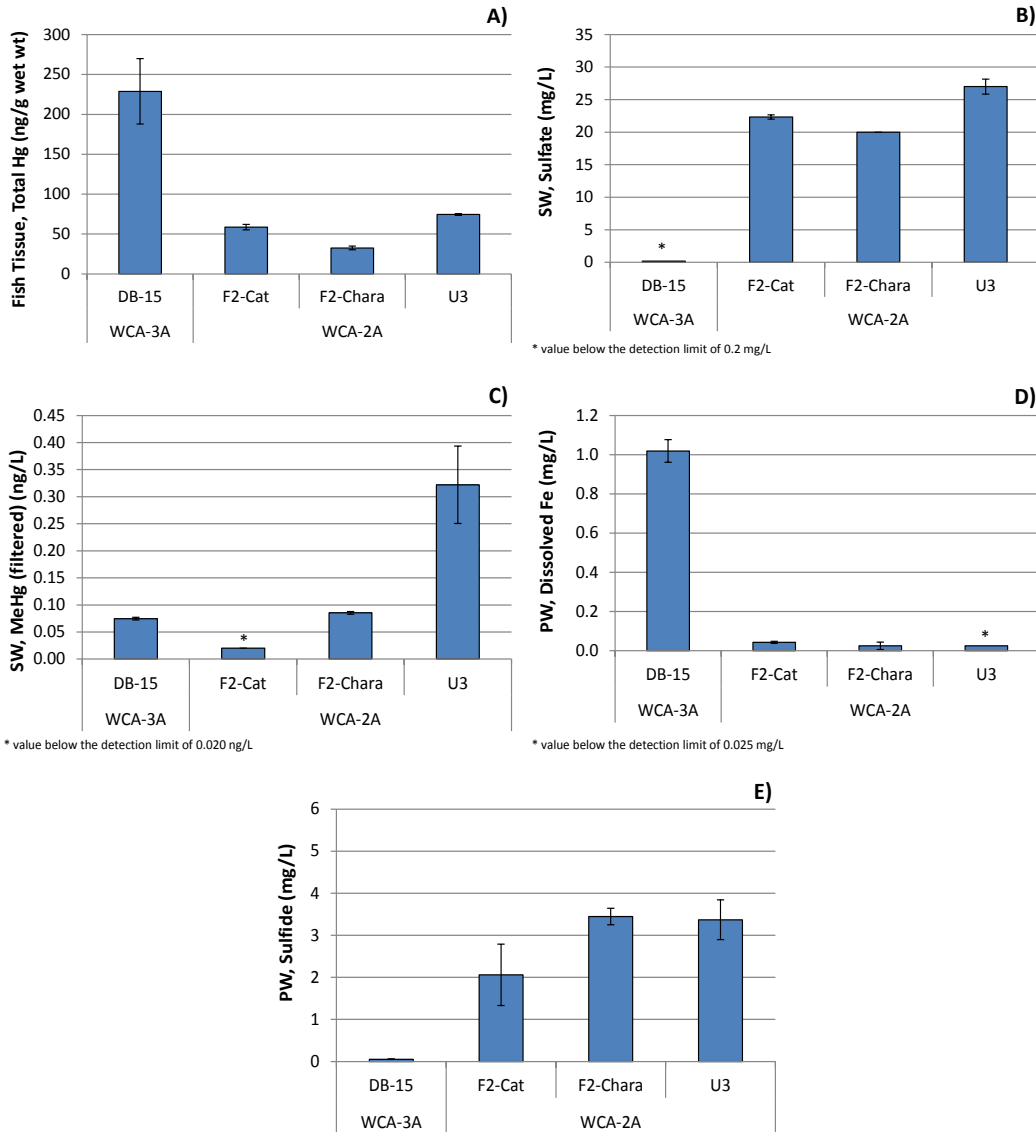 A)
Fish Tissue, Total Hg (ng/g wet wt)
300
250
200
150
100
50
0
DB-15 F2-Cat F2-Chara U3
WCA-3A WCA-2A
B)
SW, Sulfate (mg/L)
35
30
25
20
15
10
5
0
*
DB-15 F2-Cat F2-Chara U3
WCA-3A WCA-2A
* value below the detection limit of 0.2 mg/L
C)
SW, MeHg (filtered) (ng/L)
0.45
0.40
0.35
0.30
0.25
0.20
0.15
0.10
0.05
0.00
*
DB-15 F2-Cat F2-Chara U3
WCA-3A WCA-2A
* value below the detection limit of 0.020 ng/L
D)
PW, Dissolved Fe (mg/L)
1.2
1.0
0.8
0.6
0.4
0.2
0.0
*
DB-15 F2-Cat F2-Chara U3
WCA-3A WCA-2A
* value below the detection limit of 0.025 mg/L
E)
PW, Sulfide (mg/L)
6
5
4
3
2
1
0
DB-15 F2-Cat F2-Chara U3
WCA-3A WCA-2A